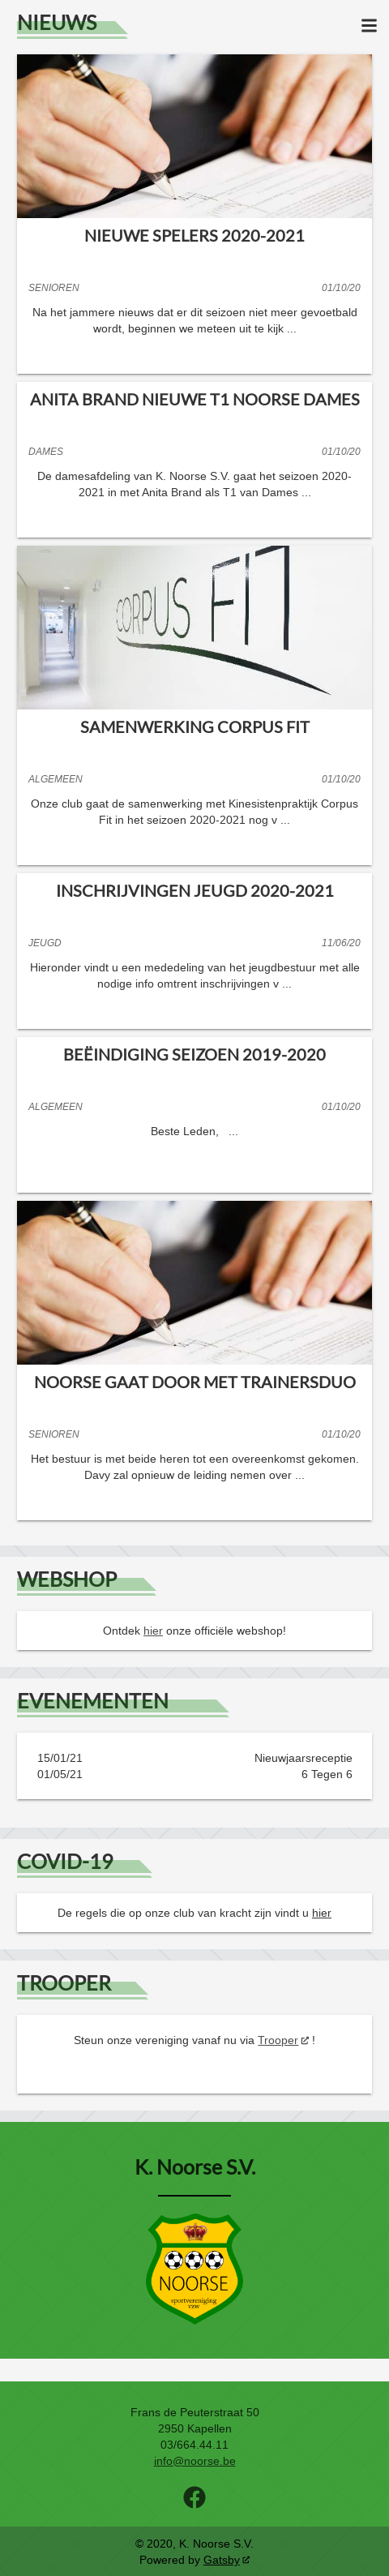 NIEUWS
NIEUWE SPELERS 2020-2021
SENIOREN 01/10/20
Na het jammere nieuws dat er dit seizoen niet meer gevoetbald
wordt, beginnen we meteen uit te kijk ...
ANITA BRAND NIEUWE T1 NOORSE DAMES
DAMES 01/10/20
De damesafdeling van K. Noorse S.V. gaat het seizoen 2020-
2021 in met Anita Brand als T1 van Dames ...
CORPUS FIT
SAMENWERKING CORPUS FIT
ALGEMEEN 01/10/20
Onze club gaat de samenwerking met Kinesistenpraktijk Corpus
Fit in het seizoen 2020-2021 nog v ...
INSCHRIJVINGEN JEUGD 2020-2021
JEUGD 11/06/20
Hieronder vindt u een mededeling van het jeugdbestuur met alle
nodige info omtrent inschrijvingen v ...
BEËINDIGING SEIZOEN 2019-2020
ALGEMEEN 01/10/20
Beste Leden, ...
NOORSE GAAT DOOR MET TRAINERSDUO
SENIOREN 01/10/20
Het bestuur is met beide heren tot een overeenkomst gekomen.
Davy zal opnieuw de leiding nemen over ...
WEBSHOP
Ontdek hier onze officiële webshop!
EVENEMENTEN
15/01/21 Nieuwjaarsreceptie
01/05/21 6 Tegen 6
COVID-19
De regels die op onze club van kracht zijn vindt u hier
TROOPER
Steun onze vereniging vanaf nu via Trooper !
K. Noorse S.V.
NOORSE
sportvereniging
vzw
Frans de Peuterstraat 50
2950 Kapellen
03/664.44.11
info@noorse.be
© 2020, K. Noorse S.V.
Powered by Gatsby